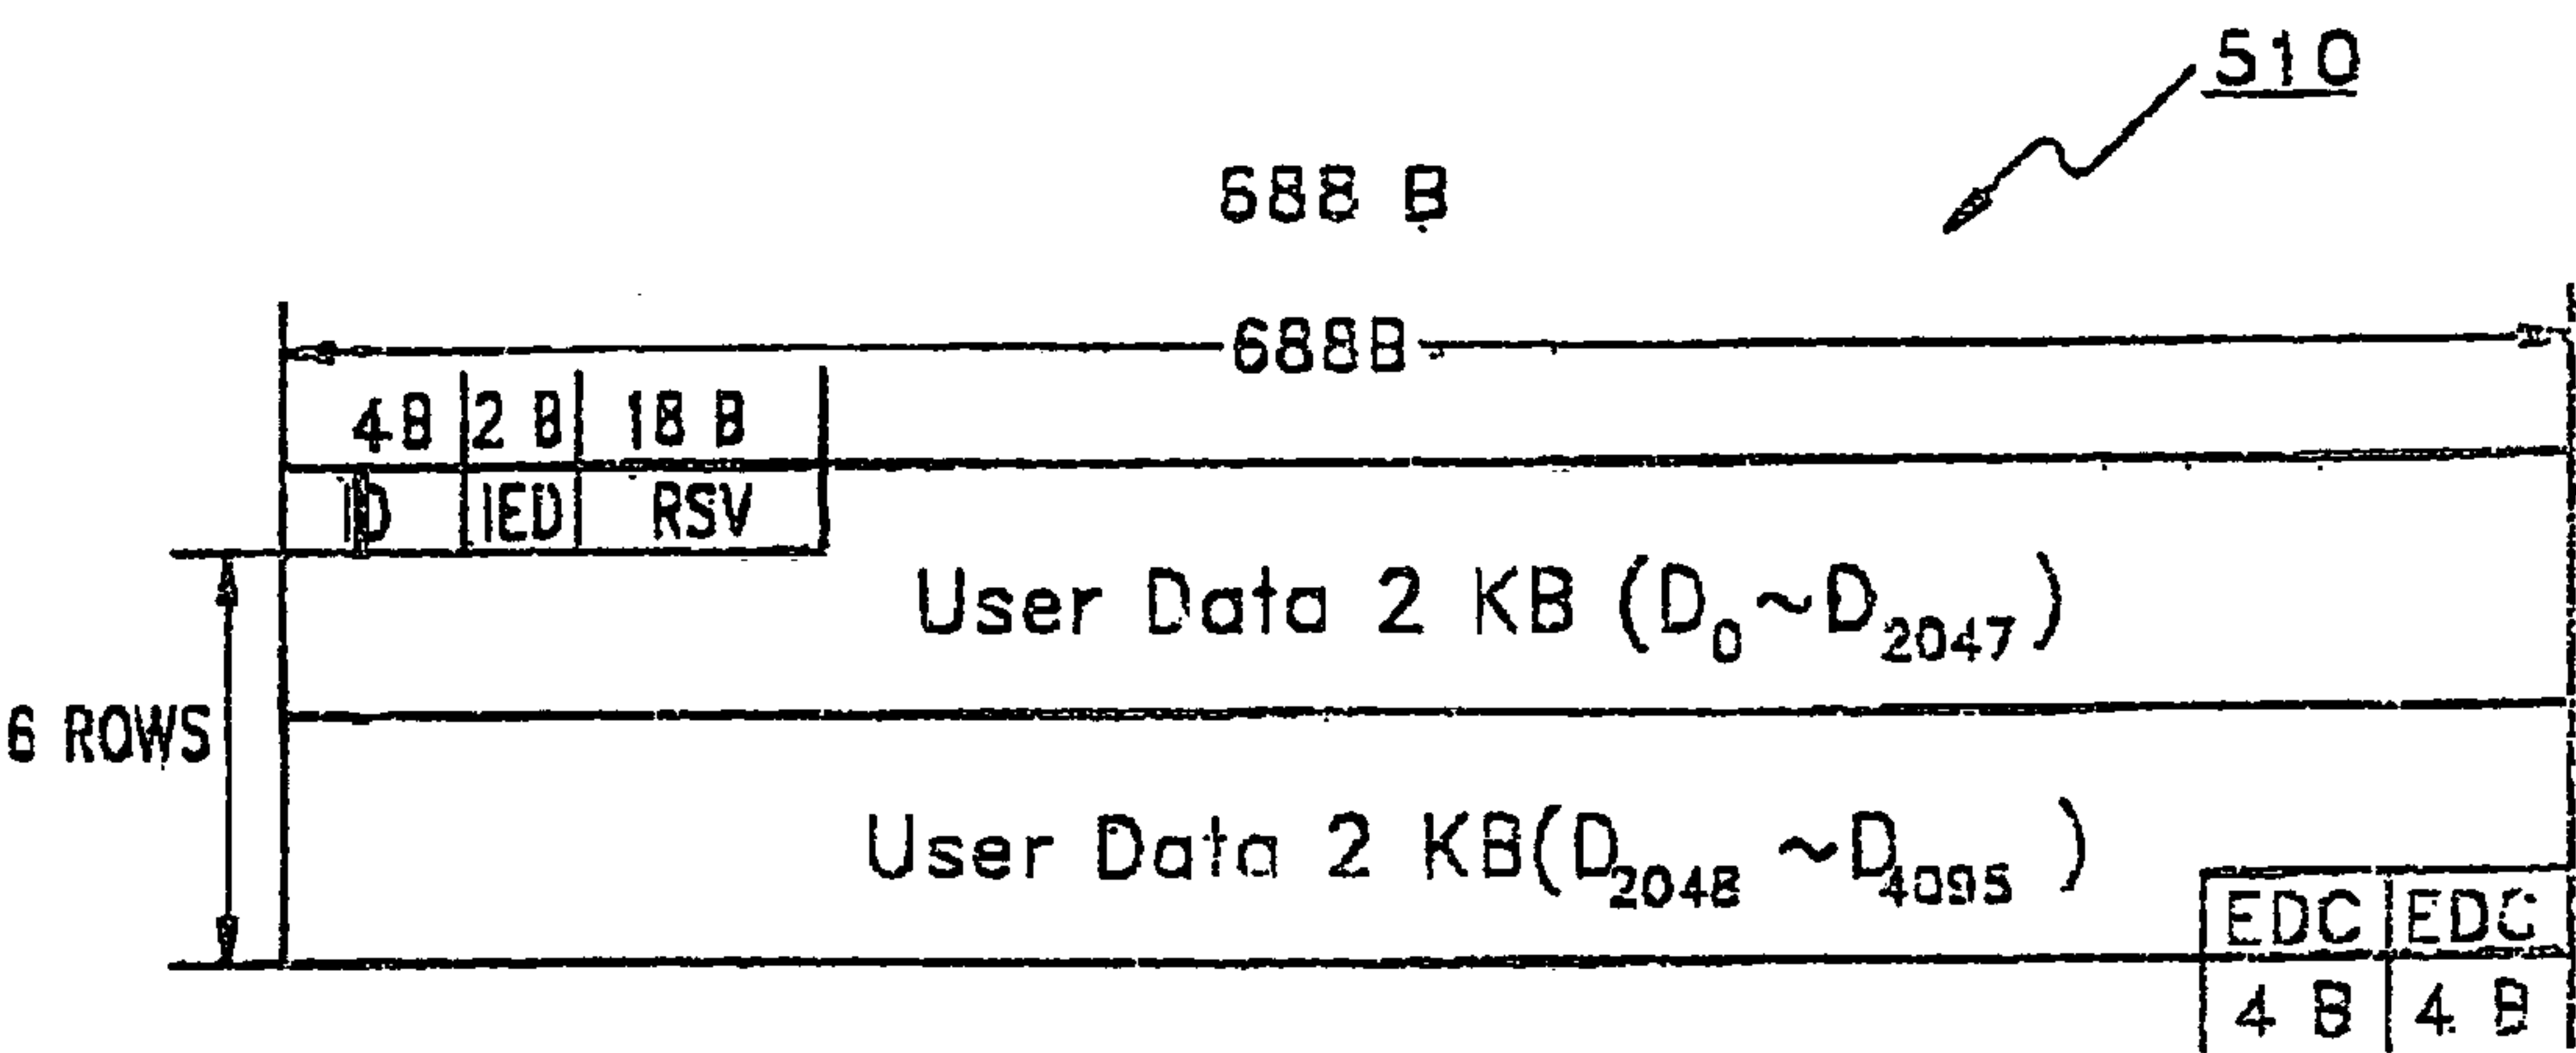 510
688 B
688B
4B 2 B 18 B
ID IED RSV
User Data 2 KB (D0~D2047)
6 ROWS
User Data 2 KB(D2048 ~D4095 )
EDC EDC
4 B 4 B